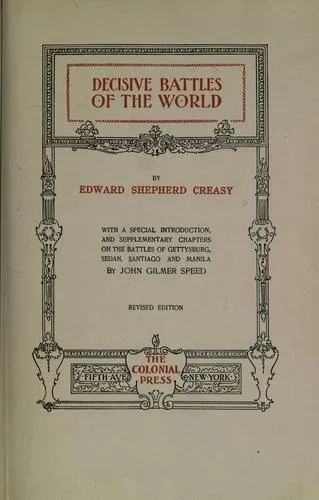 DECISIVE BATTLES
OF THE WORLD
BY
EDWARD SHEPHERD CREASY
WITH A SPECIAL INTRODUCTION,
AND SUPPLEMENTARY CHAPTERS
ON THE BATTLES OF GETTYSBURG,
SEDAN, SANTIAGO AND MANILA
By JOHN GILMER SPEED
REVISED EDITION
THE
COLONIAL
PRESS
FIFTH·AVE
NEW·YORK·